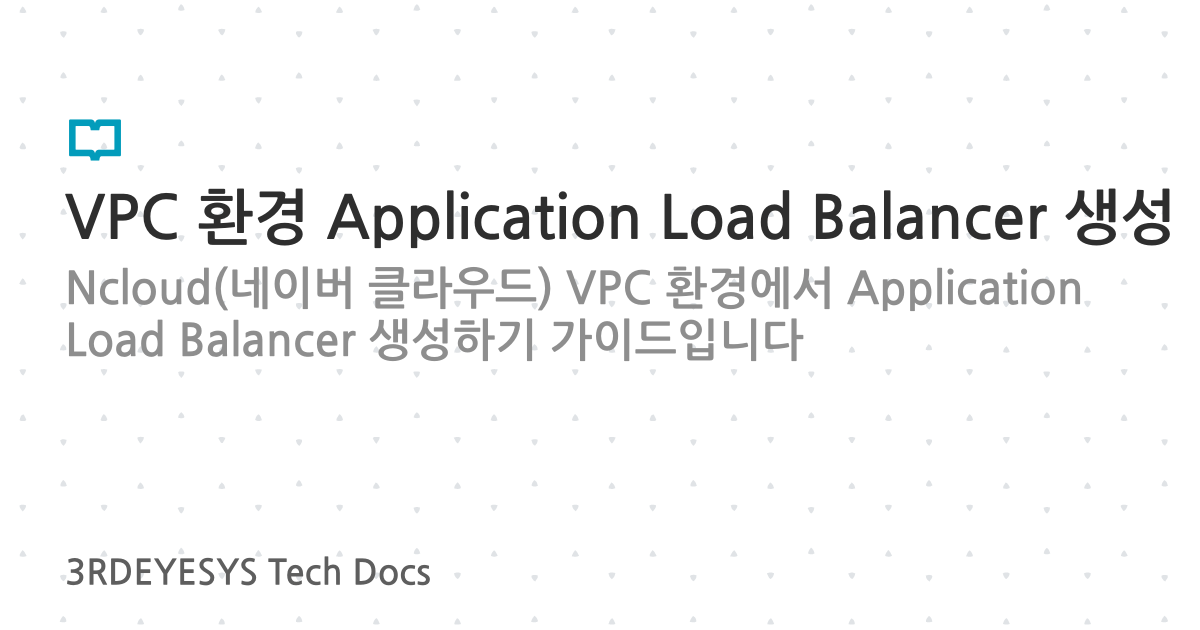 VPC 환경 Application Load Balancer 생성
Ncloud(네이버 클라우드) VPC 환경에서 Application
Load Balancer 생성하기 가이드입니다
3RDEYESYS Tech Docs